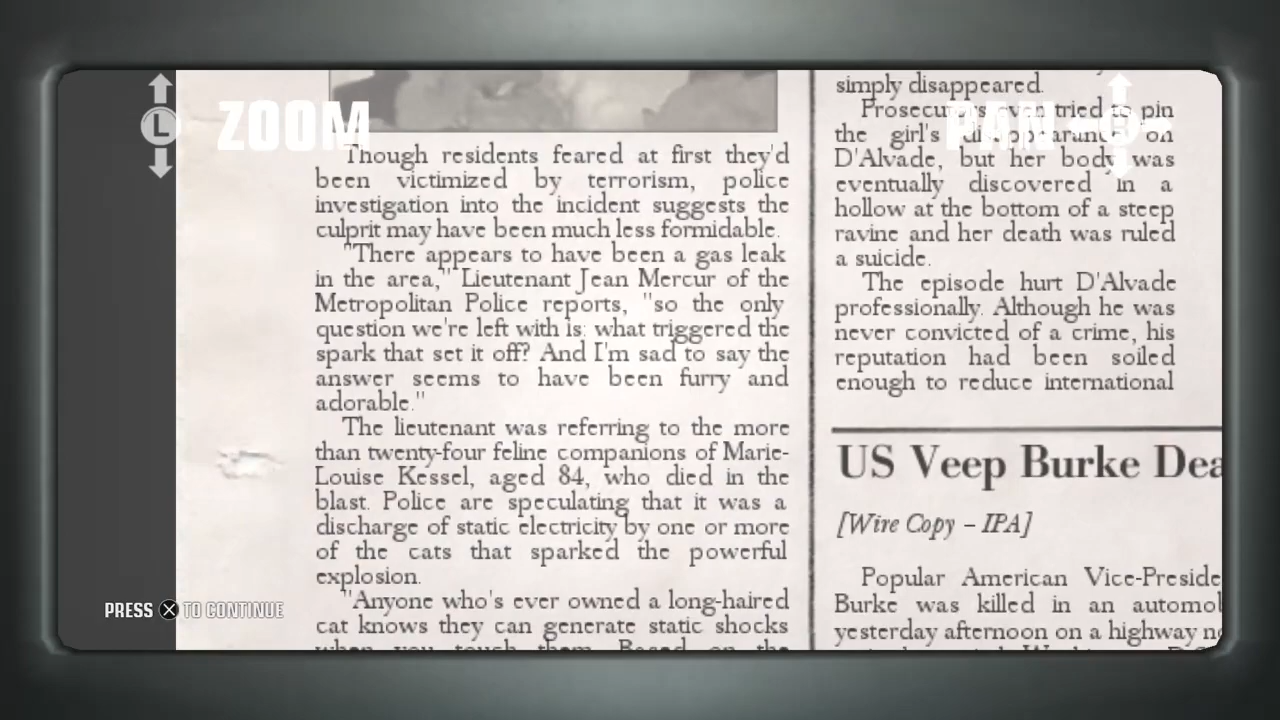 L ZOOM
PAN R
Though residents feared at first they'd
been victimized by terrorism, police
investigation into the incident suggests the
culprit may have been much less formidable.
"There appears to have been a gas leak
in the area," Lieutenant Jean Mercur of the
Metropolitan Police reports, "so the only
question we're left with is: what triggered the
spark that set it off? And I'm sad to say the
answer seems to have been furry and
adorable."
The lieutenant was referring to the more
than twenty-four feline companions of Marie-
Louise Kessel, aged 84, who died in the
blast. Police are speculating that it was a
discharge of static electricity by one or more
of the cats that sparked the powerful
explosion.
"Anyone who's ever owned a long-haired
cat knows they can generate static shocks
when you touch them. Based on the
simply disappeared.
Prosecutors even tried to pin
the girl's disappearance on
D'Alvade, but her body was
eventually discovered in a
hollow at the bottom of a steep
ravine and her death was ruled
a suicide.
The episode hurt D'Alvade
professionally. Although he was
never convicted of a crime, his
reputation had been soiled
enough to reduce international
US Veep Burke Dea
[Wire Copy – IPA]
Popular American Vice-Preside
Burke was killed in an automob
yesterday afternoon on a highway
PRESS X TO CONTINUE